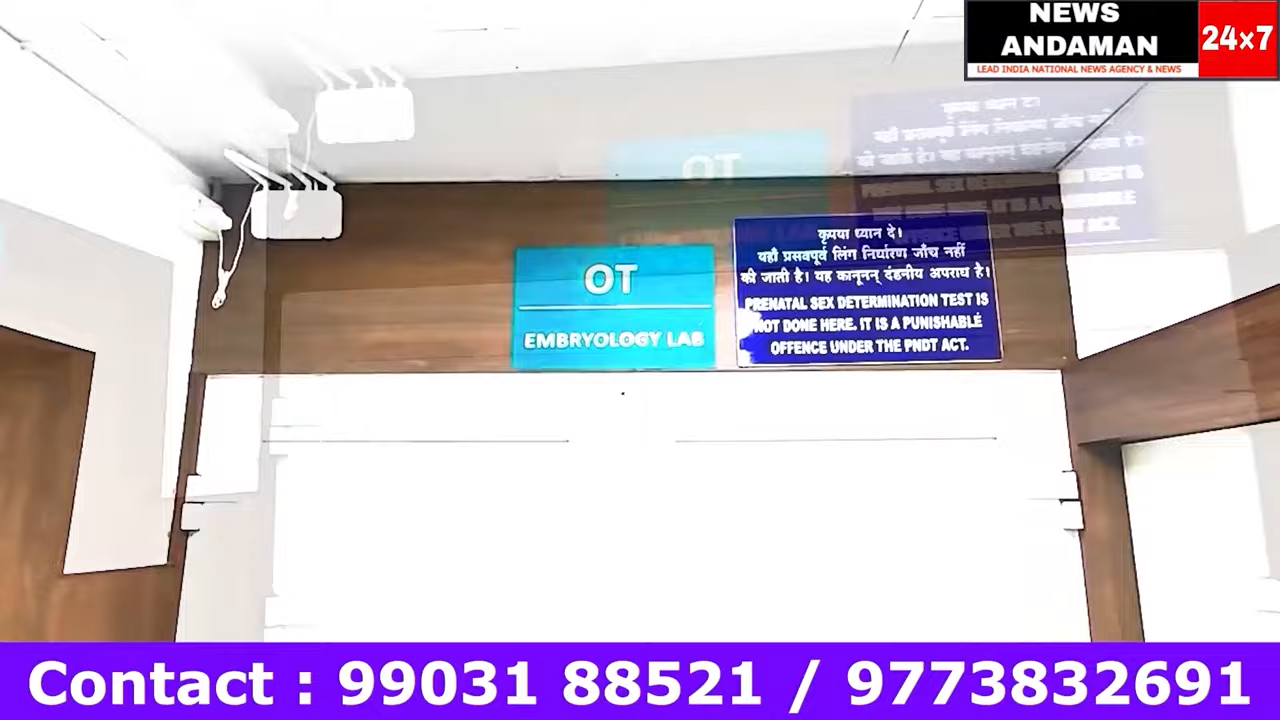 NEWS
ANDAMAN
24×7
LEAD INDIA NATIONAL NEWS AGENCY & NEWS
OT
EMBRYOLOGY LAB
कृपया ध्यान दे।
यहाँ प्रसवपूर्व लिंग निर्धारण जाँच नहीं
की जाती है। यह कानूनन् दंडनीय अपराध है।
PRENATAL SEX DETERMINATION TEST IS
NOT DONE HERE. IT IS A PUNISHABLE
OFFENCE UNDER THE PNDT ACT.
Contact : 99031 88521 / 9773832691